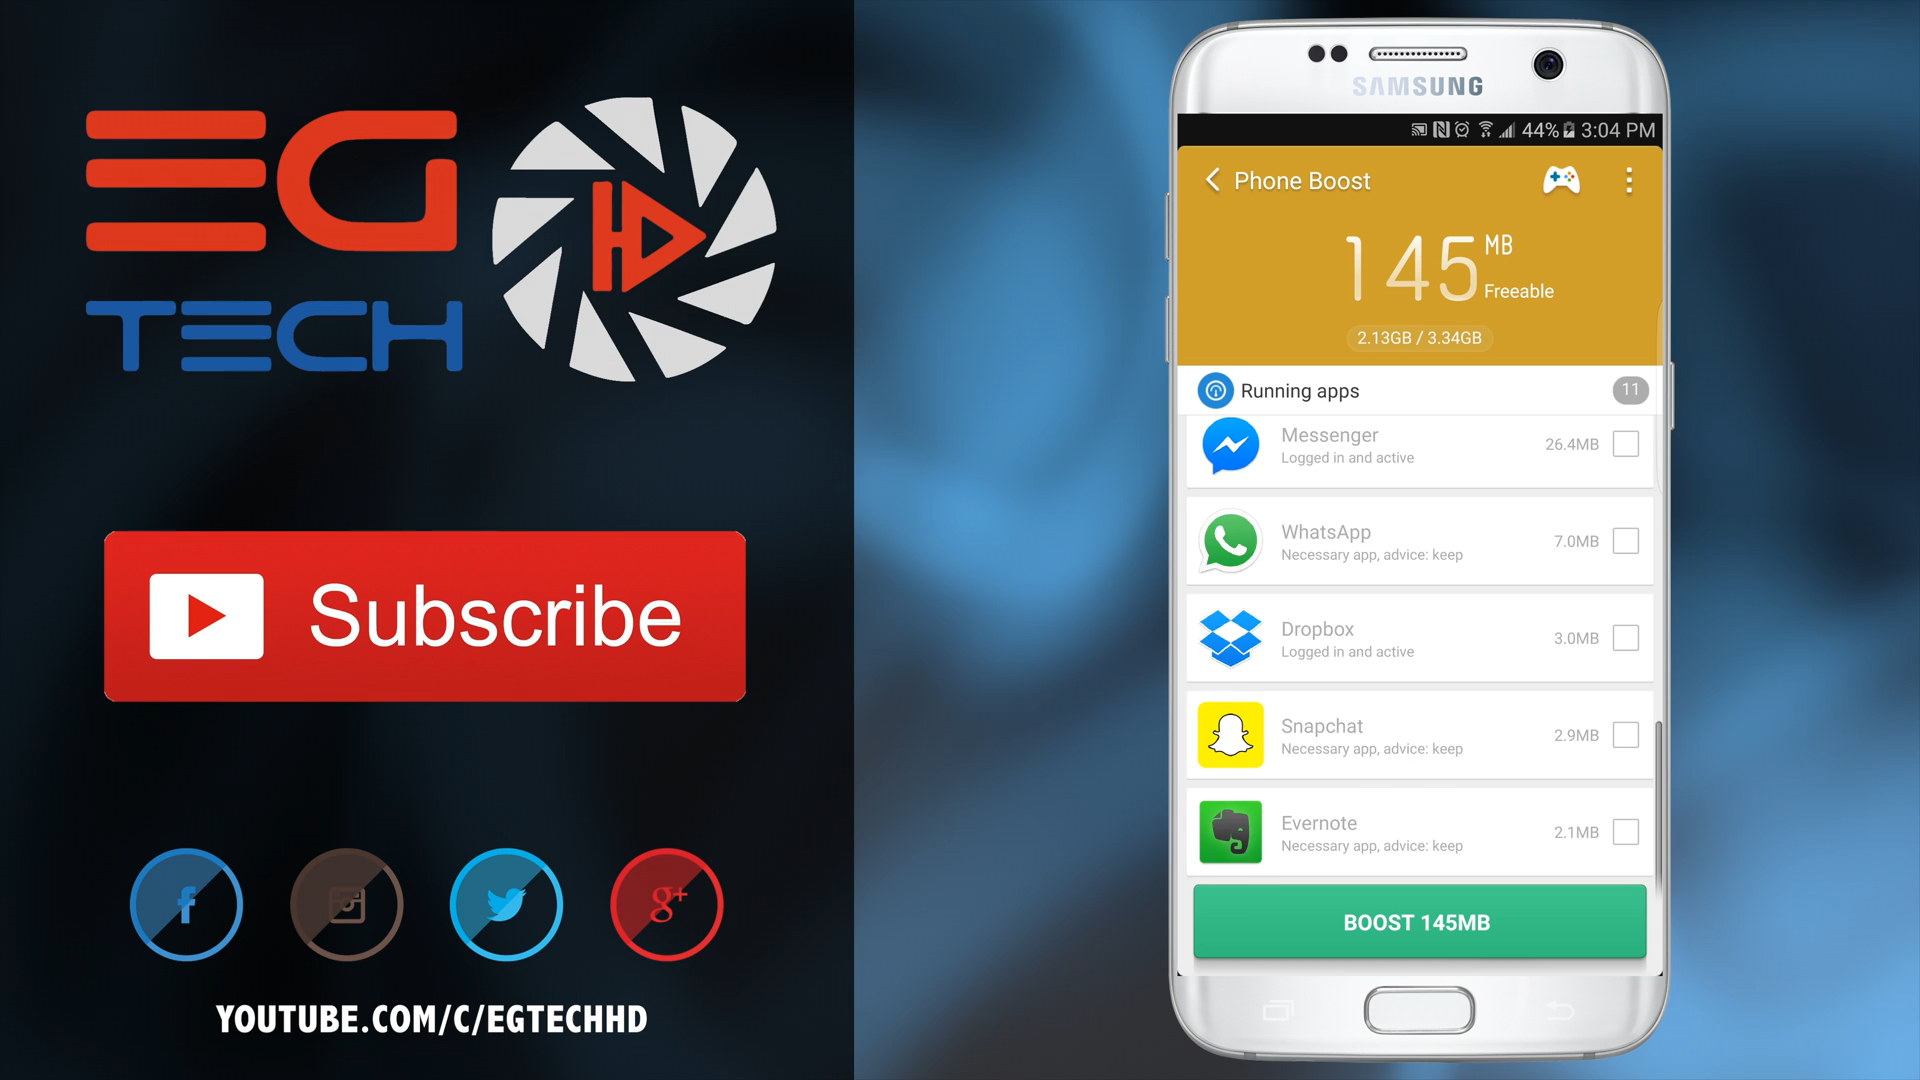 EG
TECH
HD
Subscribe
f
g+
YOUTUBE.COM/C/EGTECHHD
SAMSUNG
44% 3:04 PM
Phone Boost
145 MB
Freeable
2.13GB / 3.34GB
Running apps 11
Messenger
Logged in and active
26.4MB
WhatsApp
Necessary app, advice: keep
7.0MB
Dropbox
Logged in and active
3.0MB
Snapchat
Necessary app, advice: keep
2.9MB
Evernote
Necessary app, advice: keep
2.1MB
BOOST 145MB